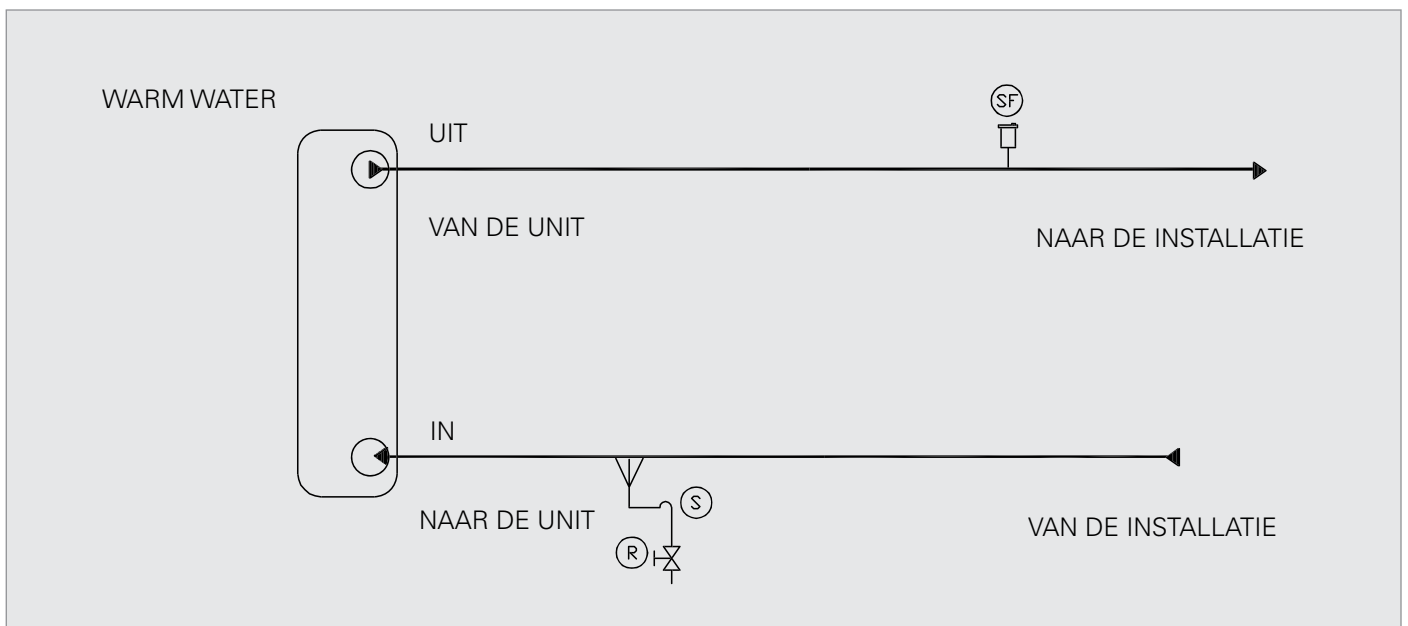 WARM WATER
SF
UIT
VAN DE UNIT
NAAR DE INSTALLATIE
IN
S
NAAR DE UNIT
VAN DE INSTALLATIE
R